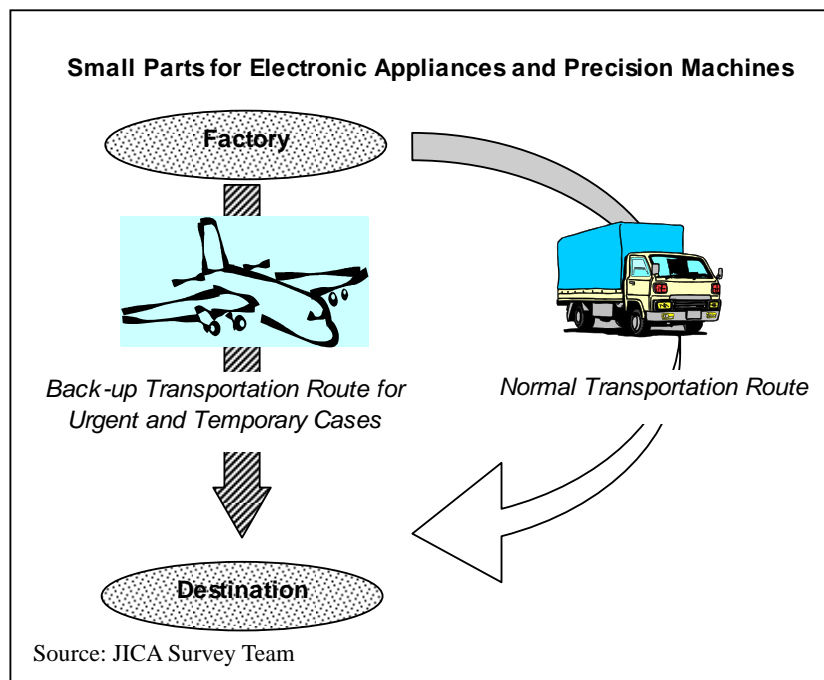 Small Parts for Electronic Appliances and Precision Machines
Factory
Back-up Transportation Route for
Urgent and Temporary Cases
Normal Transportation Route
Destination
Source: JICA Survey Team